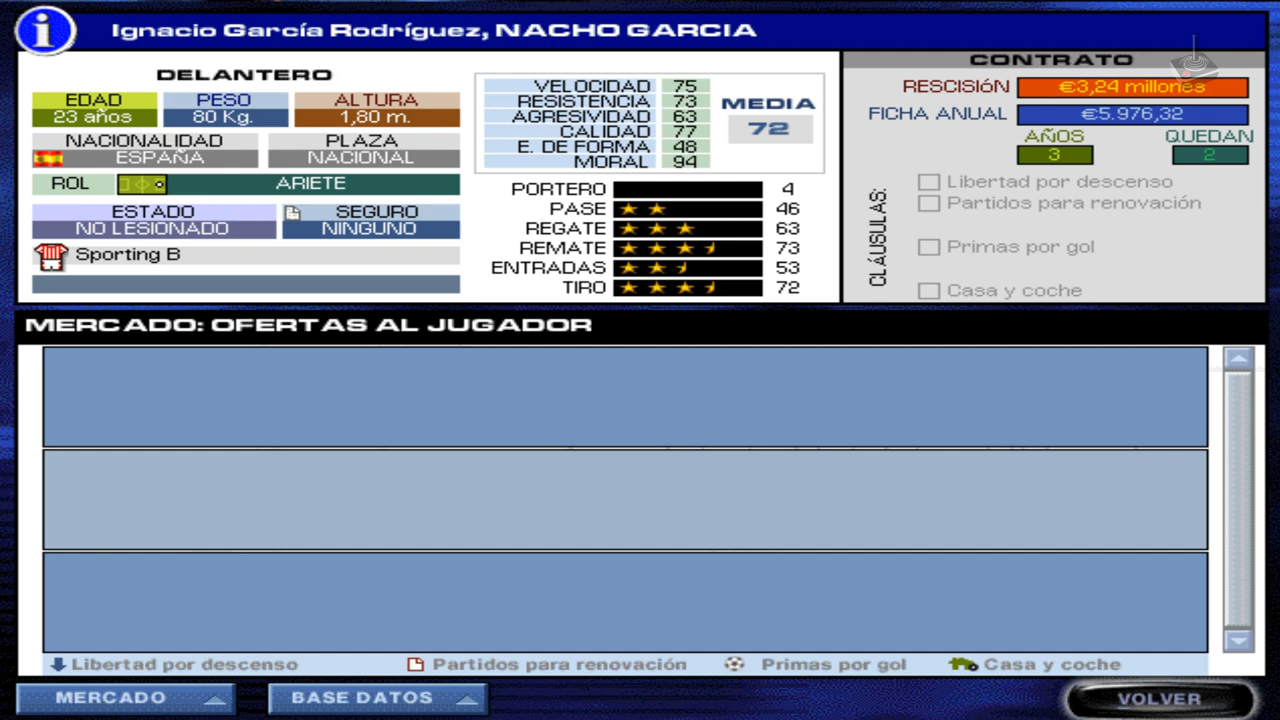 i
Ignacio García Rodríguez, NACHO GARCIA
DELANTERO
EDAD PESO ALTURA
23 años 80 Kg. 1,80 m.
NACIONALIDAD PLAZA
ESPAÑA NACIONAL
ROL ARIETE
ESTADO SEGURO
NO LESIONADO NINGUNO
Sporting B
VELOCIDAD 75
RESISTENCIA 73
AGRESIVIDAD 63
CALIDAD 77
E. DE FORMA 48
MORAL 94
MEDIA
72
PORTERO 4
PASE 46
REGATE 63
REMATE 73
ENTRADAS 53
TIRO 72
CONTRATO
RESCISIóN €3,24 millones
FICHA ANUAL €5.976,32
AÑOS QUEDAN
3 2
CLÁUSULAS:
Libertad por descenso
Partidos para renovación
Primas por gol
Casa y coche
MERCADO: OFERTAS AL JUGADOR
Libertad por descenso Partidos para renovación Primas por gol Casa y coche
MERCADO BASE DATOS VOLVER